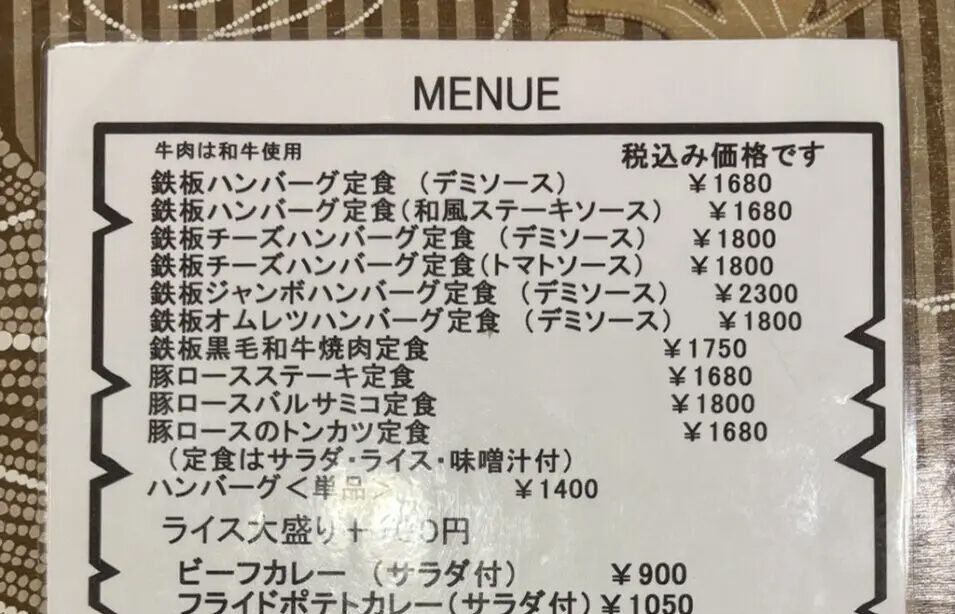 MENUE
牛肉は和牛使用 税込み価格です
鉄板ハンバーグ定食 (デミソース) ¥1680
鉄板ハンバーグ定食(和風ステーキソース) ¥1680
鉄板チーズハンバーグ定食 (デミソース) ¥1800
鉄板チーズハンバーグ定食(トマトソース) ¥1800
鉄板ジャンボハンバーグ定食 (デミソース) ¥2300
鉄板オムレツハンバーグ定食 (デミソース) ¥1800
鉄板黒毛和牛焼肉定食 ¥1750
豚ロースステーキ定食 ¥1680
豚ロースバルサミコ定食 ¥1800
豚ロースのトンカツ定食 ¥1680
(定食はサラダ・ライス・味噌汁付)
ハンバーグ<単品> ¥1400
ライス大盛り
ビーフカレー (サラダ付) ¥900
フライドポテトカレー(サラダ付) ¥1050